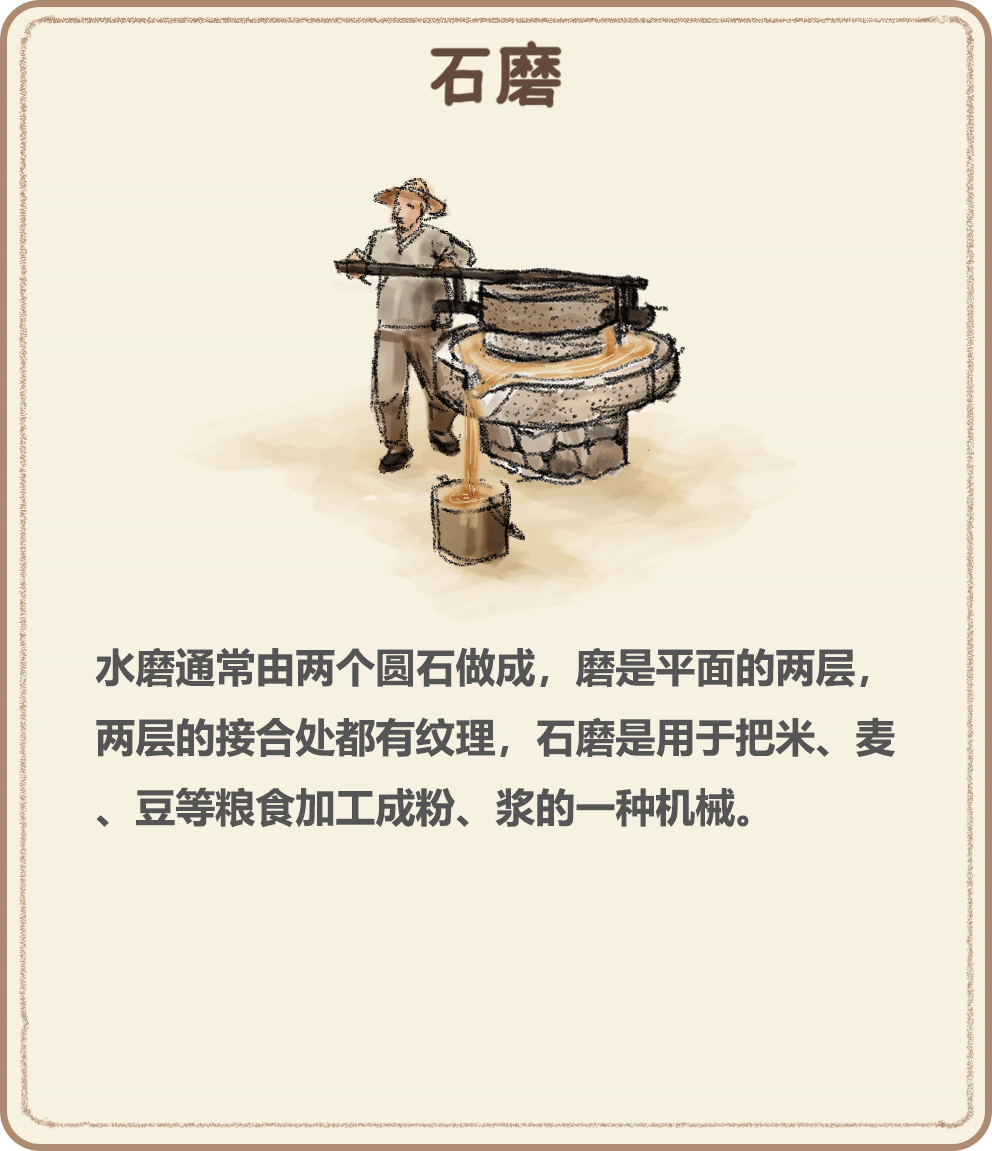 石磨
水磨通常由两个圆石做成，磨是平面的两层，
两层的接合处都有纹理，石磨是用于把米、麦
、豆等粮食加工成粉、浆的一种机械。